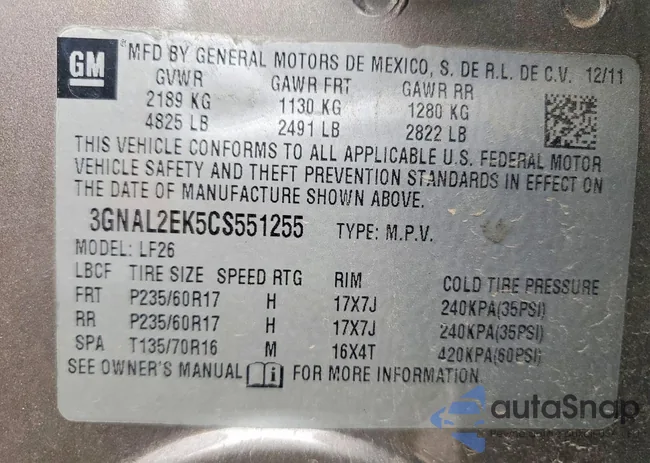 GM
® MFD BY GENERAL MOTORS DE MEXICO, S. DE R.L. DE C.V. 12/11
GVWR GAWR FRT GAWR RR
2189 KG 1130 KG 1280 KG
4825 LB 2491 LB 2822 LB
THIS VEHICLE CONFORMS TO ALL APPLICABLE U.S. FEDERAL MOTOR
VEHICLE SAFETY AND THEFT PREVENTION STANDARDS IN EFFECT ON
THE DATE OF MANUFACTURE SHOWN ABOVE.
3GNAL2EK5CS551255 TYPE: M.P.V.
MODEL: LF26
LBCF TIRE SIZE SPEED RTG RIM COLD TIRE PRESSURE
FRT P235/60R17 H 17X7J 240KPA(35PSI)
RR P235/60R17 H 17X7J 240KPA(35PSI)
SPA T135/70R16 M 16X4T 420KPA(60PSI)
SEE OWNER'S MANUAL i FOR MORE INFORMATION
autaSnap